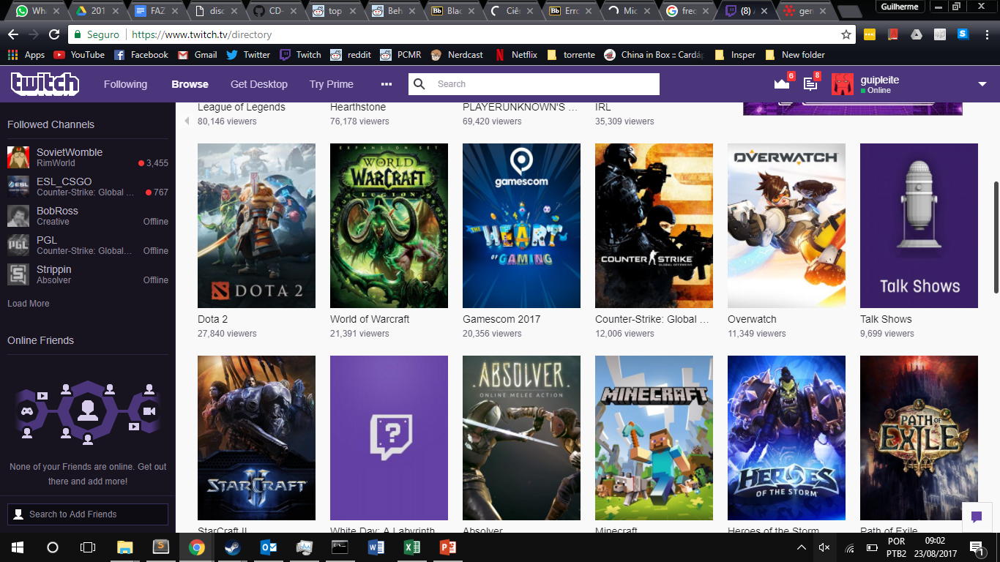 Wha
201
FAZ
disc
CD-
top
Beh
Blac
Ciên
Erro
Mic
frec
(8)
gen
Guilherme
Seguro
https://www.twitch.tv/directory
Apps
YouTube
Facebook
Gmail
Twitter
Twitch
reddit
PCMR
Nerdcast
Netflix
torrente
China in Box :: Cardáp
Insper
New folder
twitch
Following
Browse
Get Desktop
Try Prime
Search
6
8
guipleite
Online
Followed Channels
SovietWomble
RimWorld
3,455
ESL_CSGO
Counter-Strike: Global ...
767
BobRoss
Creative
Offline
PGL
Counter-Strike: Global...
Offline
Strippin
Absolver
Offline
Load More
Online Friends
None of your Friends are online. Get out
there and add more!
Search to Add Friends
League of Legends
80,146 viewers
Hearthstone
76,178 viewers
PLAYERUNKNOWN'S ...
69,420 viewers
IRL
35,309 viewers
DOTA 2
Dota 2
27,840 viewers
EXPANSION SET
WORLD
OF
WARCRAFT
LEGION
World of Warcraft
21,391 viewers
gamescom
THE HEART
OF GAMING
Gamescom 2017
20,356 viewers
COUNTER STRIKE
GLOBAL OFFENSIVE
Counter-Strike: Global ...
12,006 viewers
OVERWATCH
Overwatch
11,349 viewers
Talk Shows
Talk Shows
9,699 viewers
STARCRAFT
II
StarCraft II
?
White Day: A Labyrinth
ABSOLVER
ONLINE MELEE ACTION
Absolver
MINECRAFT
Minecraft
HEROES
OF THE STORM
Heroes of the Storm
PATH OF
EXILE
Path of Exile
POR
PTB2
09:02
23/08/2017
1